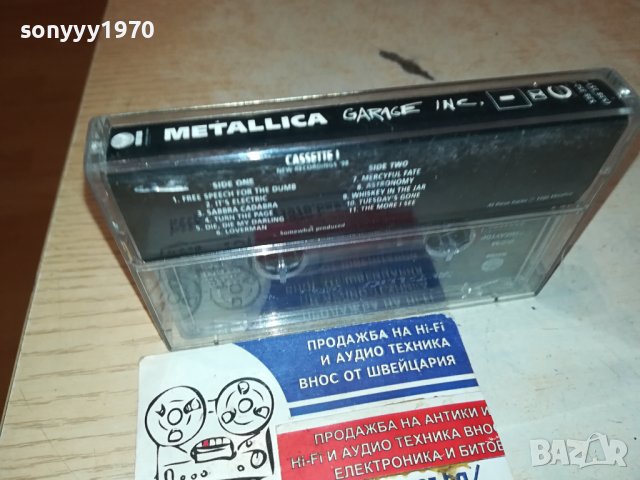 sonyyy1970
METALLICA GARAGE INC.
CASSETTE 1
NEW RECORDINGS '98
SIDE ONE
1. FREE SPEECH FOR THE DUMB
2. IT'S ELECTRIC
3. SABBRA CADABRA
4. TURN THE PAGE
5. DIE, DIE MY DARLING
6. LOVERMAN
SIDE TWO
7. MERCYFUL FATE
8. ASTRONOMY
9. WHISKEY IN THE JAR
10. TUESDAY'S GONE
11. THE MORE I SEE
Somewhat produced
ПРОДАЖБА НА Hi-Fi
И АУДИО ТЕХНИКА
ВНОС ОТ ШВЕЙЦАРИЯ
ПРОДАЖБА НА АНТИКИ И
Hi-Fi И АУДИО ТЕХНИКА ВНОС
ЕЛЕКТРОНИКА И БИТОВ
BAZAR